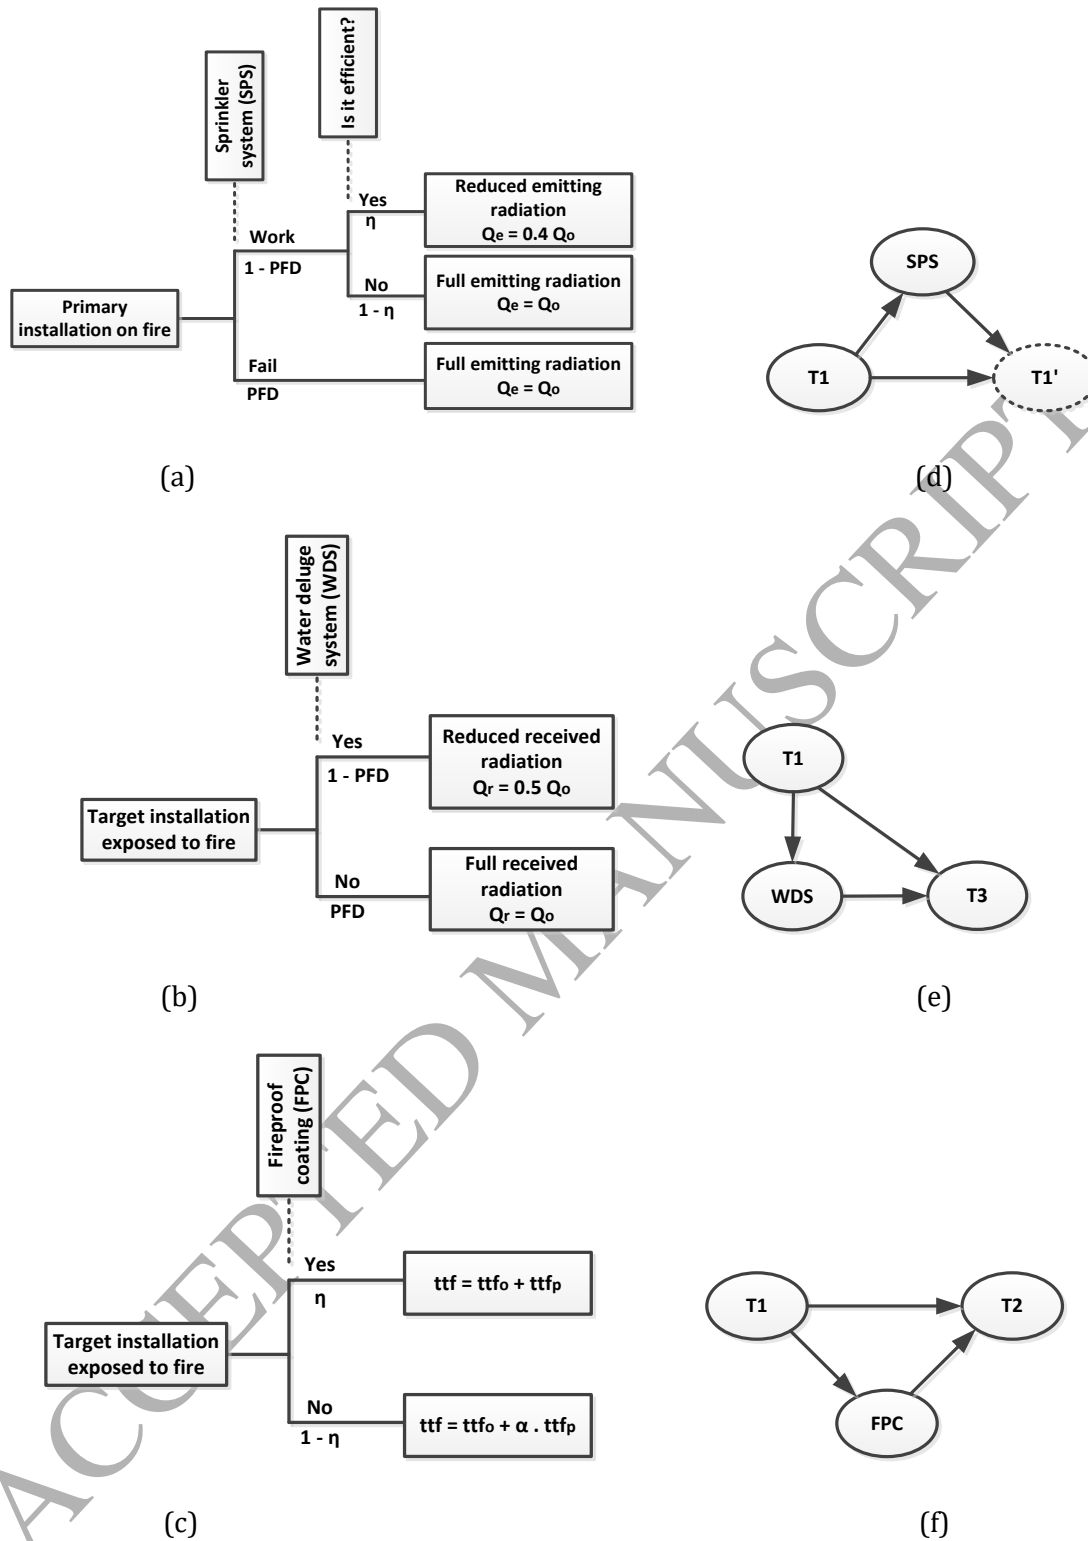 Sprinkler
system (SPS)
Is it efficient?
Primary
installation on fire
Work
1 - PFD
Fail
PFD
Yes
η
No
1 - η
Reduced emitting
radiation
Qe = 0.4 Qo
Full emitting radiation
Qe = Qo
Full emitting radiation
Qe = Qo
(a)
SPS
T1
T1'
(d)
Water deluge
system (WDS)
Target installation
exposed to fire
Yes
1 - PFD
No
PFD
Reduced received
radiation
Qr = 0.5 Qo
Full received
radiation
Qr = Qo
(b)
T1
WDS
T3
(e)
Fireproof
coating (FPC)
Target installation
exposed to fire
Yes
η
No
1 - η
ttf = ttfo + ttfp
ttf = ttfo + α . ttfp
(c)
T1
T2
FPC
(f)
ACCEPTED MANUSCRIPT